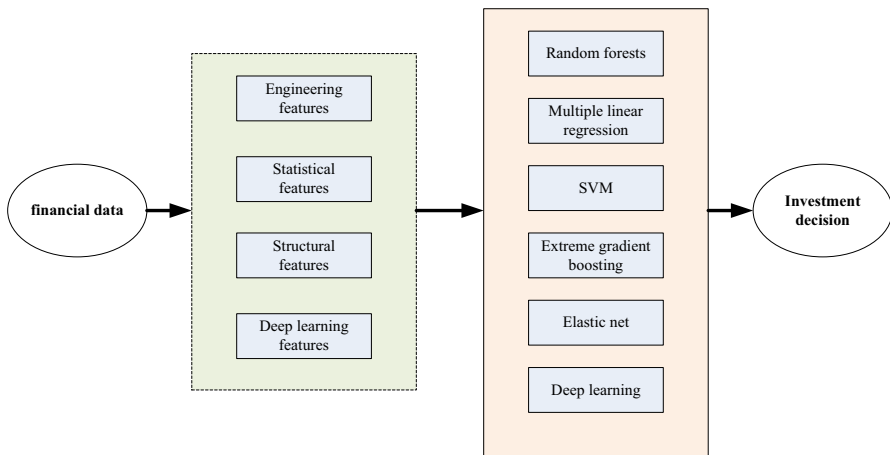 financial data
Engineering
features
Statistical
features
Structural
features
Deep learning
features
Random forests
Multiple linear
regression
SVM
Extreme gradient
boosting
Elastic net
Deep learning
Investment
decision